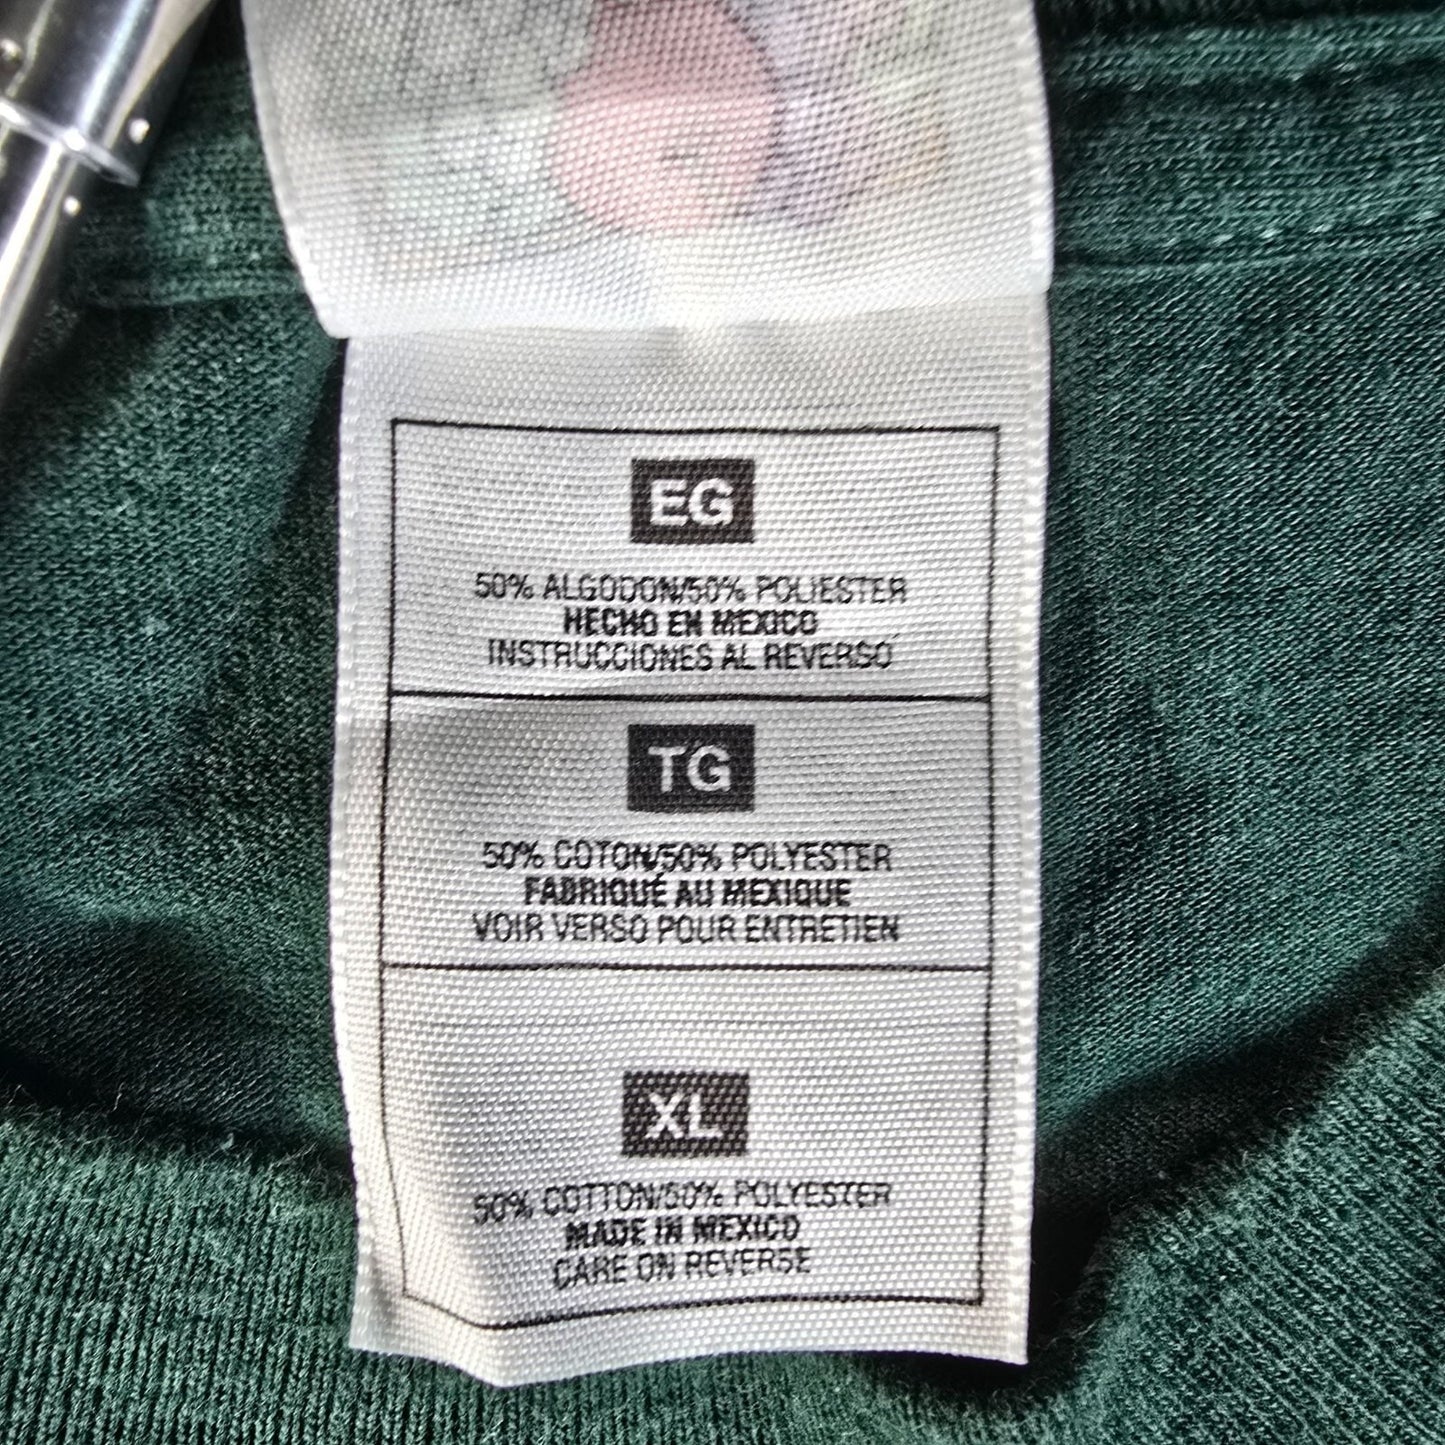 EG
50% ALGODON/50% POLIESTER
HECHO EN MEXICO
INSTRUCCIONES AL REVERSO
TG
50% COTON/50% POLYESTER
FABRIQUÉ AU MEXIQUE
VOIR VERSO POUR ENTRETIEN
XL
50% COTTON/50% POLYESTER
MADE IN MEXICO
CARE ON REVERSE